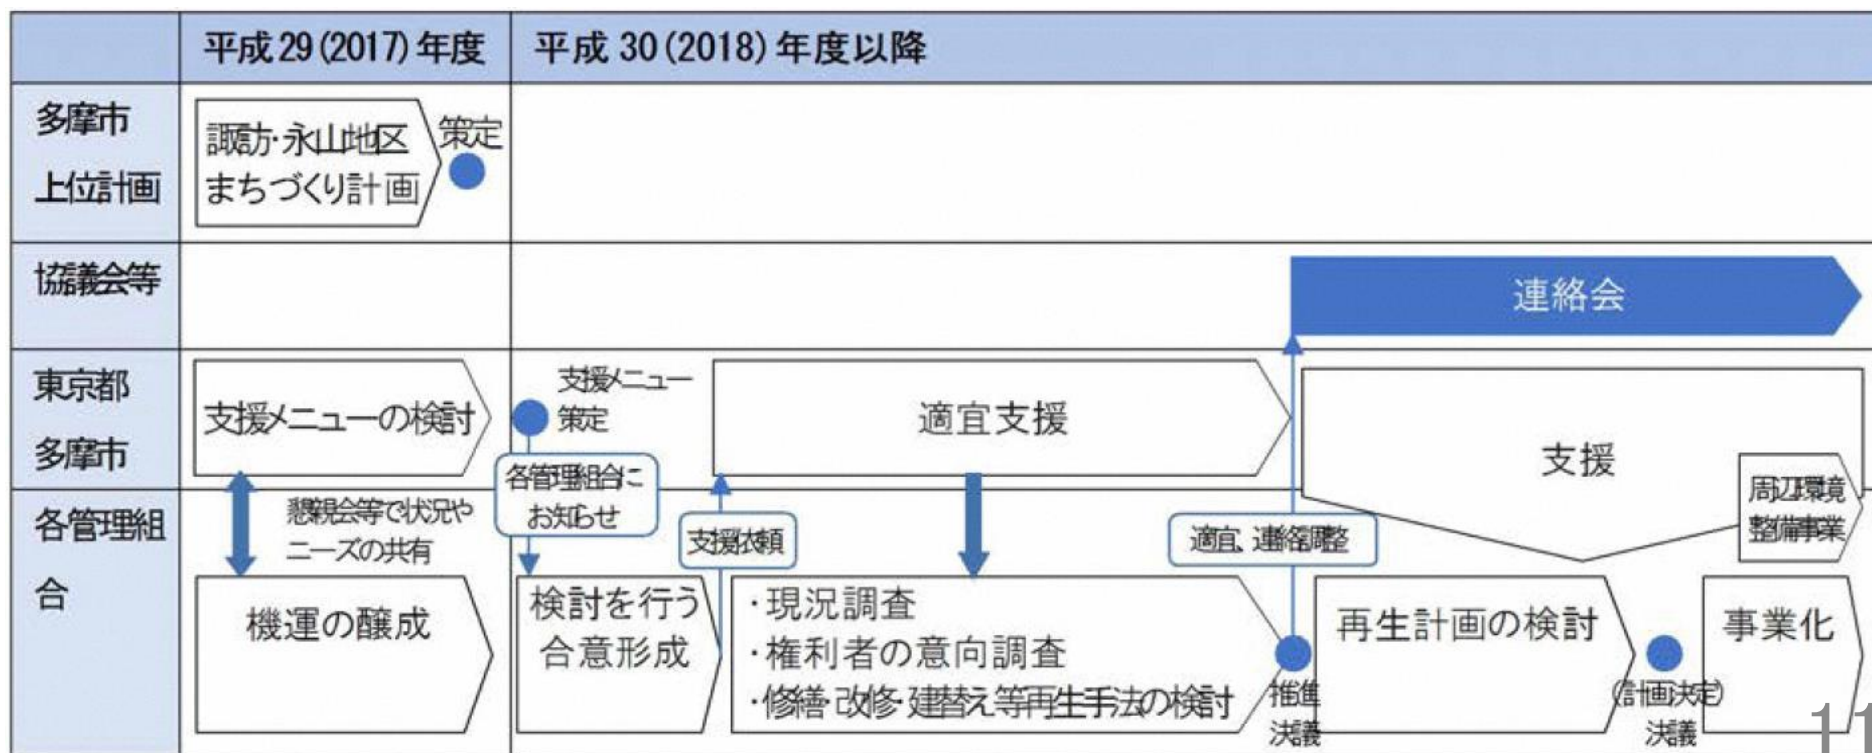 平成29(2017)年度
平成 30(2018)年度以降
多摩市
上位計画
諏訪・永山地区
まちづくり計画
策定
協議会等
連絡会
東京都
多摩市
支援メニューの検討
支援メニュー
策定
適宜支援
支援
周辺環境
整備事業
各管理組合に
お知らせ
各管理組
合
懇親会等で状況や
ニーズの共有
支援依頼
適宜、連絡調整
機運の醸成
検討を行う
合意形成
・現況調査
・権利者の意向調査
・修繕・改修・建替え等再生手法の検討
推進
決議
再生計画の検討
(計画決定)
決議
事業化
11